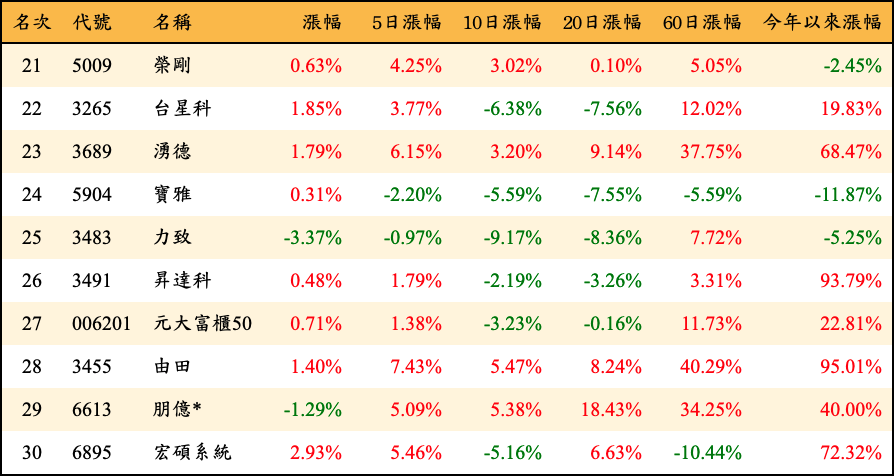 名次 代號 名稱 漲幅 5日漲幅 10日漲幅 20日漲幅 60日漲幅 今年以來漲幅
21 5009 榮剛 0.63% 4.25% 3.02% 0.10% 5.05% -2.45%
22 3265 台星科 1.85% 3.77% -6.38% -7.56% 12.02% 19.83%
23 3689 湧德 1.79% 6.15% 3.20% 9.14% 37.75% 68.47%
24 5904 寶雅 0.31% -2.20% -5.59% -7.55% -5.59% -11.87%
25 3483 力致 -3.37% -0.97% -9.17% -8.36% 7.72% -5.25%
26 3491 昇達科 0.48% 1.79% -2.19% -3.26% 3.31% 93.79%
27 006201 元大富櫃50 0.71% 1.38% -3.23% -0.16% 11.73% 22.81%
28 3455 由田 1.40% 7.43% 5.47% 8.24% 40.29% 95.01%
29 6613 朋億* -1.29% 5.09% 5.38% 18.43% 34.25% 40.00%
30 6895 宏碩系統 2.93% 5.46% -5.16% 6.63% -10.44% 72.32%